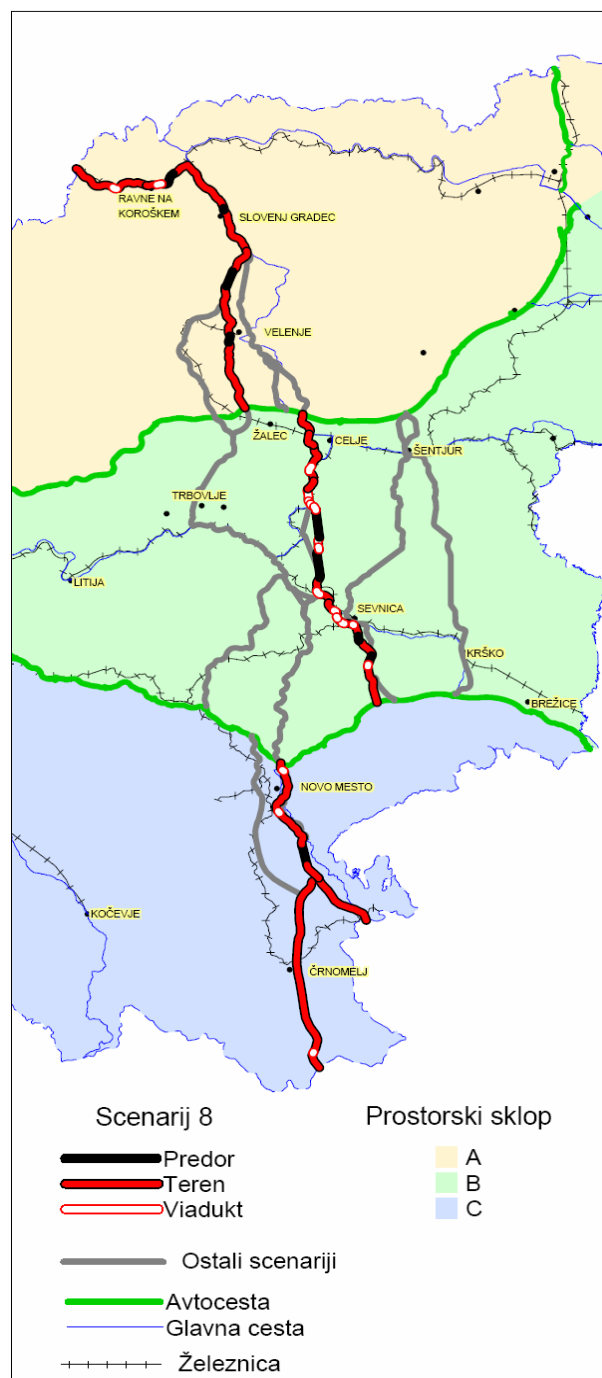 RAVNE NA
KOROŠKEM
SLOVENJ GRADEC
VELENJE
ŽALEC
CELJE
ŠENTJUR
TRBOVLJE
LITIJA
SEVNICA
KRŠKO
BREŽICE
NOVO MESTO
KOČEVJE
ČRNOMELJ
Scenarij 8
Prostorski sklop
Predor
A
Teren
B
Viadukt
C
Ostali scenariji
Avtocesta
Glavna cesta
Železnica